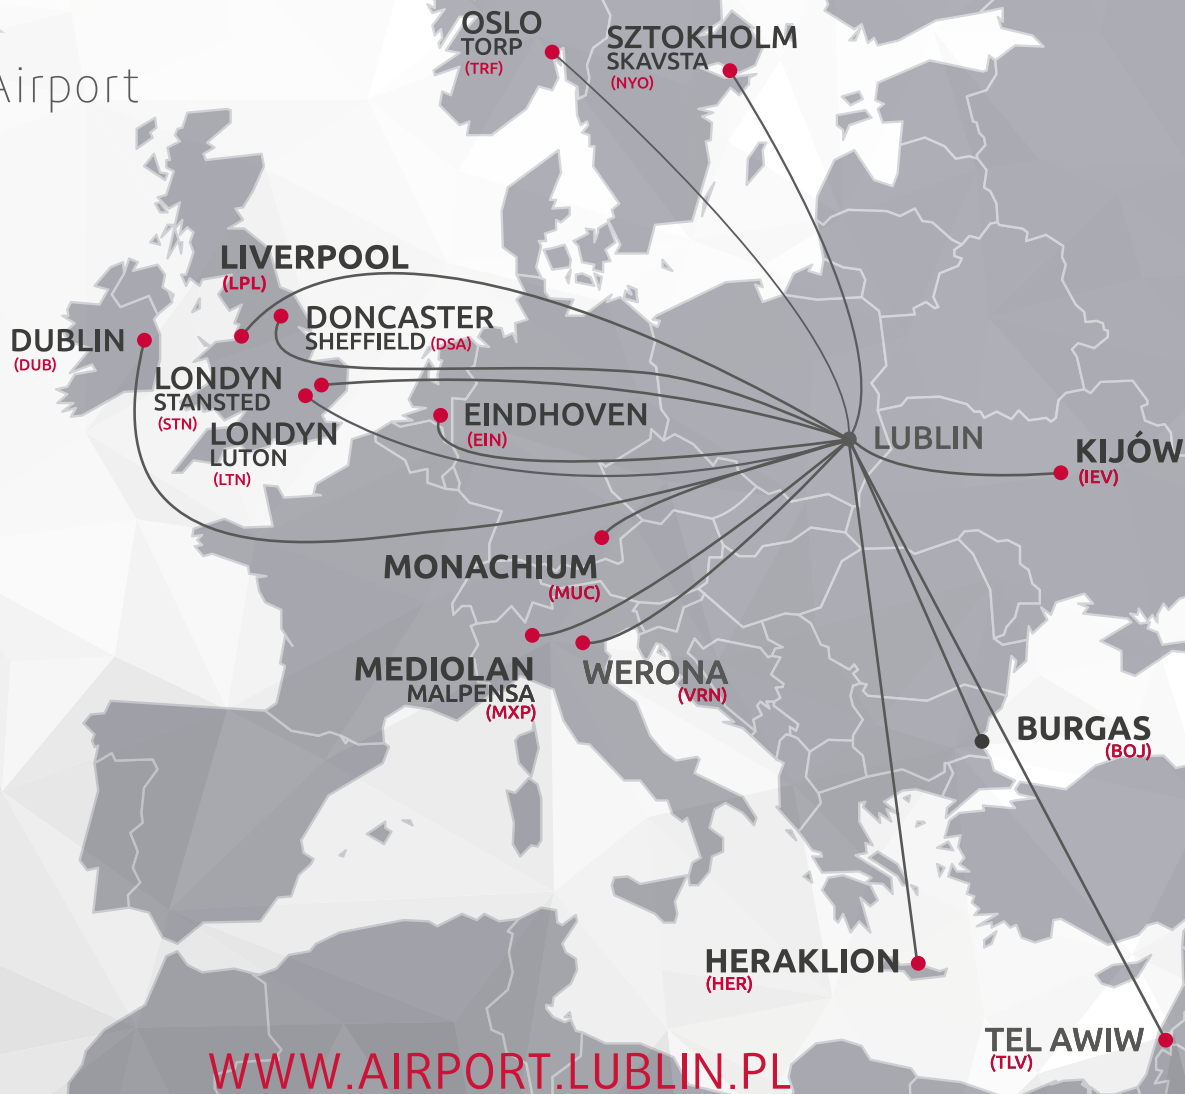 OSLO
TORP
(TRF)
SZTOKHOLM
SKAVSTA
(NYO)
Airport
LIVERPOOL
(LPL)
DONCASTER
SHEFFIELD (DSA)
DUBLIN
(DUB)
LONDYN
STANSTED
(STN)
LONDYN
LUTON
(LTN)
EINDHOVEN
(EIN)
LUBLIN
KIJÓW
(IEV)
MONACHIUM
(MUC)
MEDIOLAN
MALPENSA
(MXP)
WERONA
(VRN)
BURGAS
(BOJ)
HERAKLION
(HER)
TEL AWIW
(TLV)
WWW.AIRPORT.LUBLIN.PL